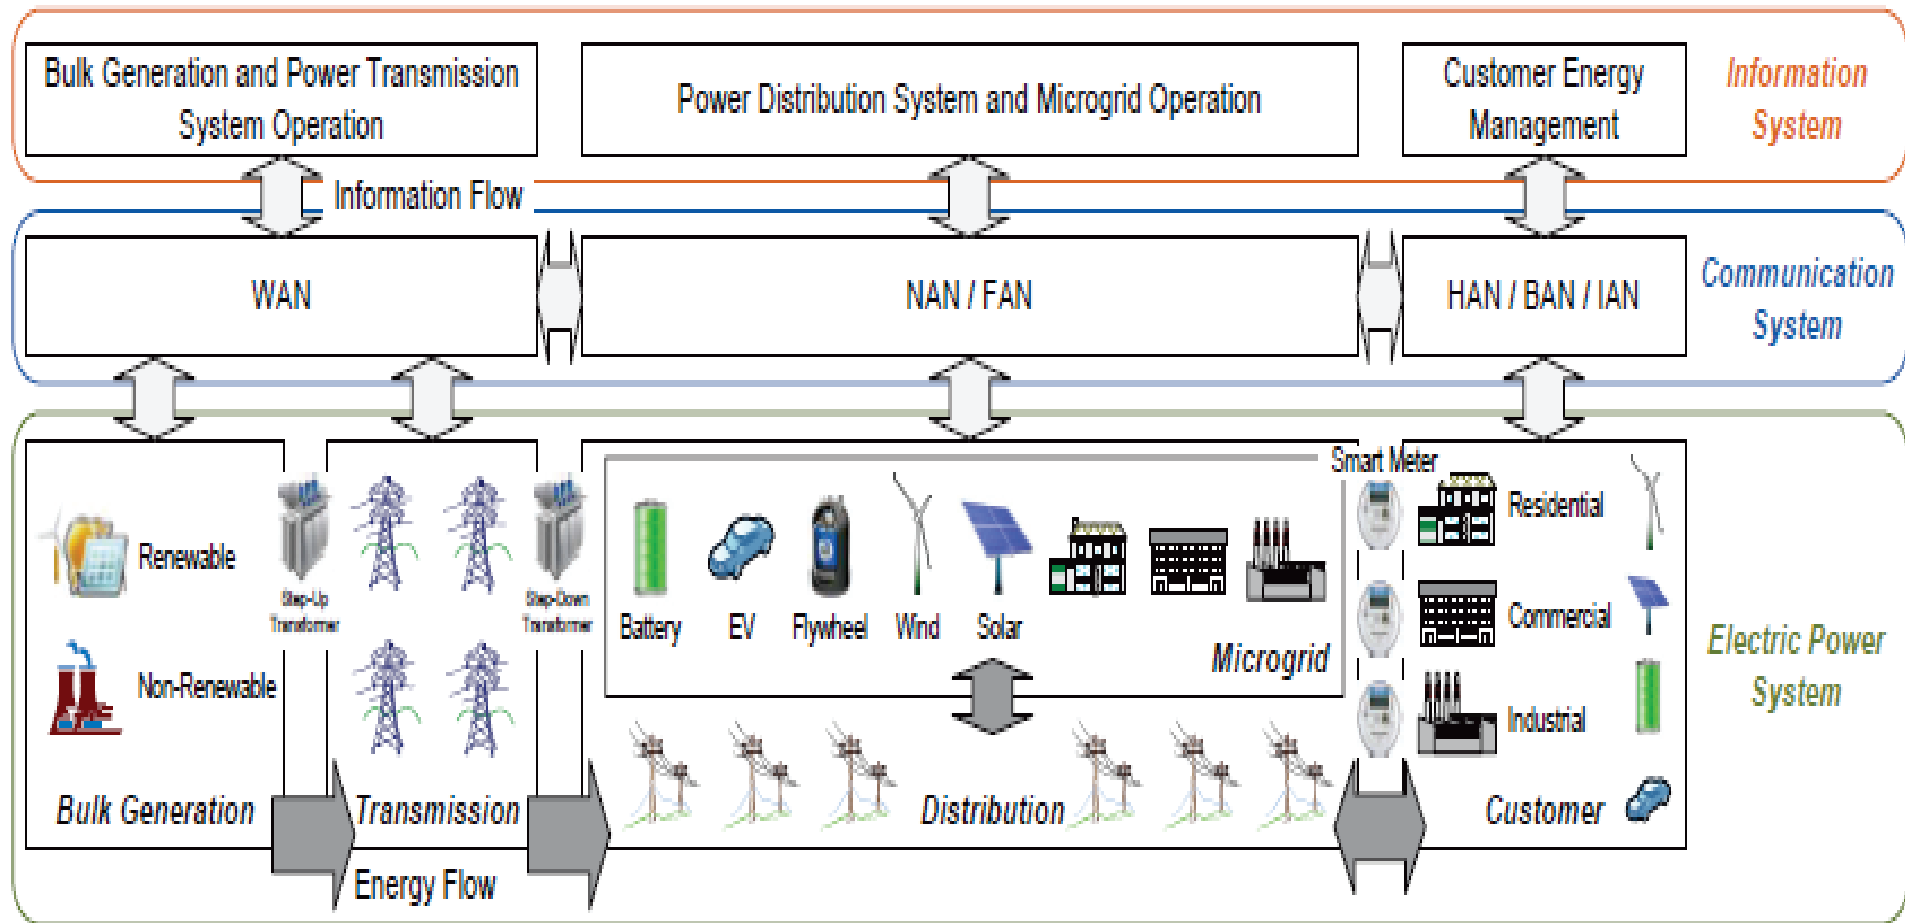 Bulk Generation and Power Transmission
System Operation
Power Distribution System and Microgrid Operation
Customer Energy
Management
Information
System
Information Flow
WAN
NAN / FAN
HAN / BAN / IAN
Communication
System
Renewable
Non-Renewable
Bulk Generation
Step-Up
Transformer
Transmission
Energy Flow
Step-Down
Transformer
Battery
EV
Flywheel
Wind
Solar
Microgrid
Distribution
Smart Meter
Residential
Commercial
Industrial
Customer
Electric Power
System